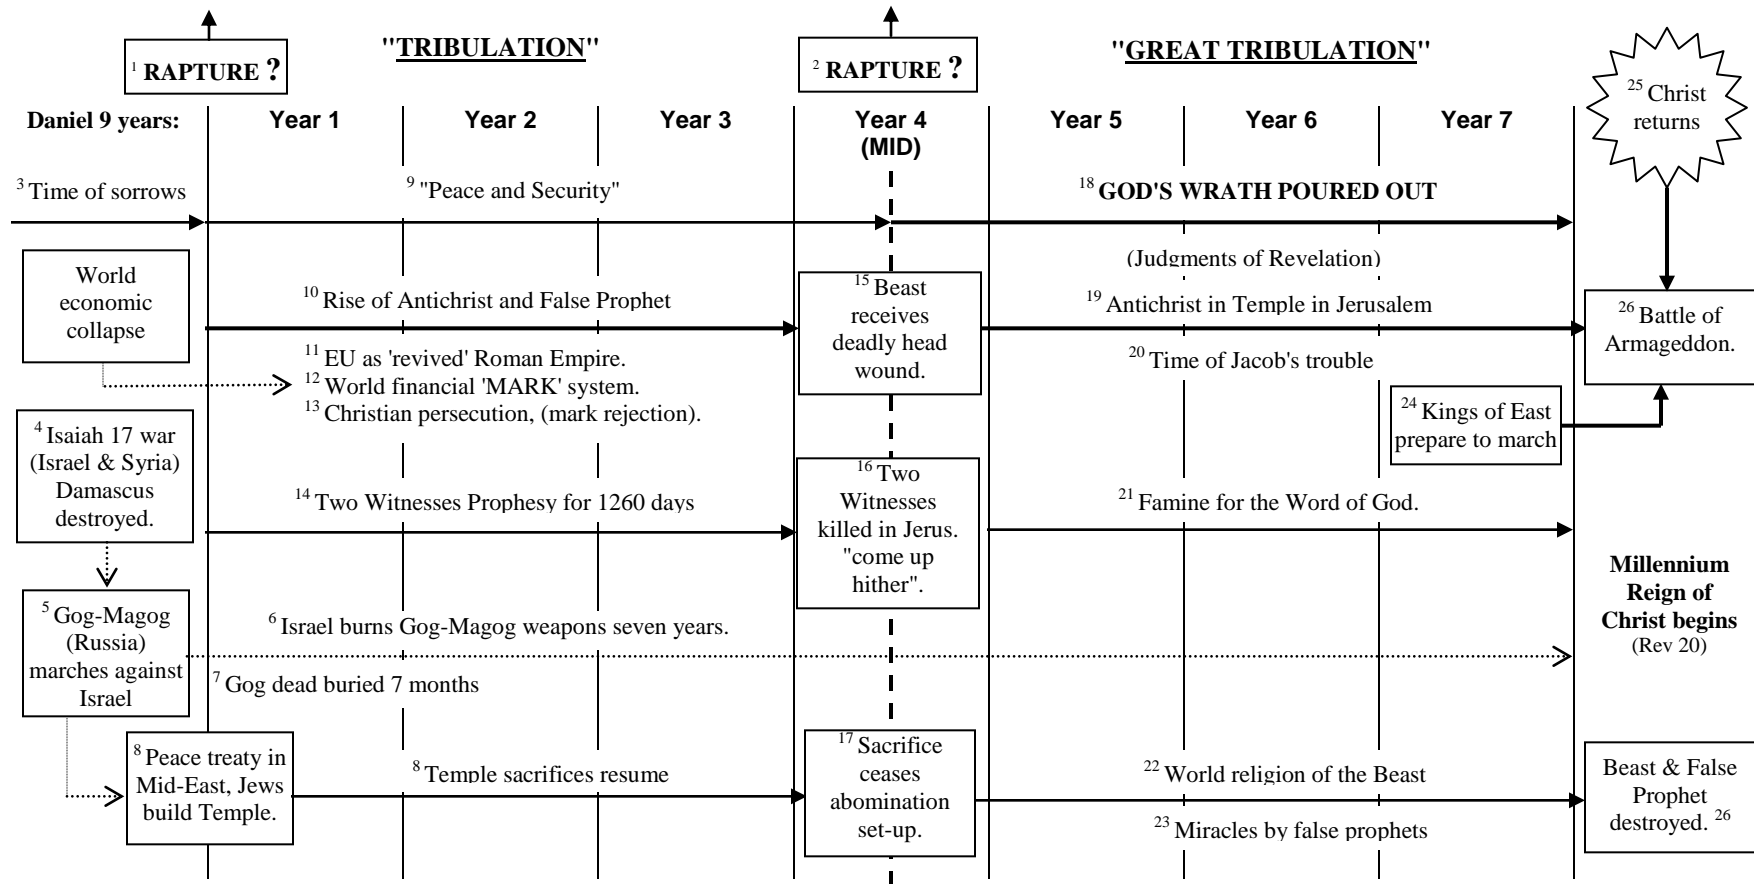 "TRIBULATION"
"GREAT TRIBULATION"
1 RAPTURE ?
2 RAPTURE ?
25 Christ
returns
Daniel 9 years:
Year 1
Year 2
Year 3
Year 4
(MID)
Year 5
Year 6
Year 7
3 Time of sorrows
9 "Peace and Security"
18 GOD'S WRATH POURED OUT
(Judgments of Revelation)
World
economic
collapse
10 Rise of Antichrist and False Prophet
15 Beast
receives
deadly head
wound.
19 Antichrist in Temple in Jerusalem
26 Battle of
Armageddon.
11 EU as 'revived' Roman Empire.
12 World financial 'MARK' system.
13 Christian persecution, (mark rejection).
20 Time of Jacob's trouble
24 Kings of East
prepare to march
4 Isaiah 17 war
(Israel & Syria)
Damascus
destroyed.
14 Two Witnesses Prophesy for 1260 days
16 Two
Witnesses
killed in Jerus.
"come up
hither".
21 Famine for the Word of God.
5 Gog-Magog
(Russia)
marches against
Israel
6 Israel burns Gog-Magog weapons seven years.
7 Gog dead buried 7 months
Millennium
Reign of
Christ begins
(Rev 20)
8 Peace treaty in
Mid-East, Jews
build Temple.
8 Temple sacrifices resume
17 Sacrifice
ceases
abomination
set-up.
22 World religion of the Beast
23 Miracles by false prophets
Beast & False
Prophet
destroyed. 26